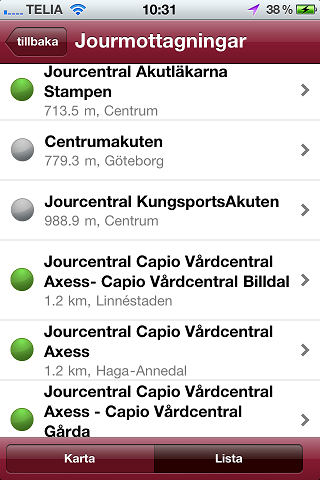 TELIA 10:31 38 %
tillbaka Jourmottagningar
Jourcentral Akutläkarna
Stampen
713.5 m, Centrum
Centrumakuten
779.3 m, Göteborg
Jourcentral KungsportsAkuten
988.9 m, Centrum
Jourcentral Capio Vårdcentral
Axess- Capio Vårdcentral Billdal
1.2 km, Linnéstaden
Jourcentral Capio Vårdcentral
Axess
1.2 km, Haga-Annedal
Jourcentral Capio Vårdcentral
Axess - Capio Vårdcentral
Gårda
Karta Lista